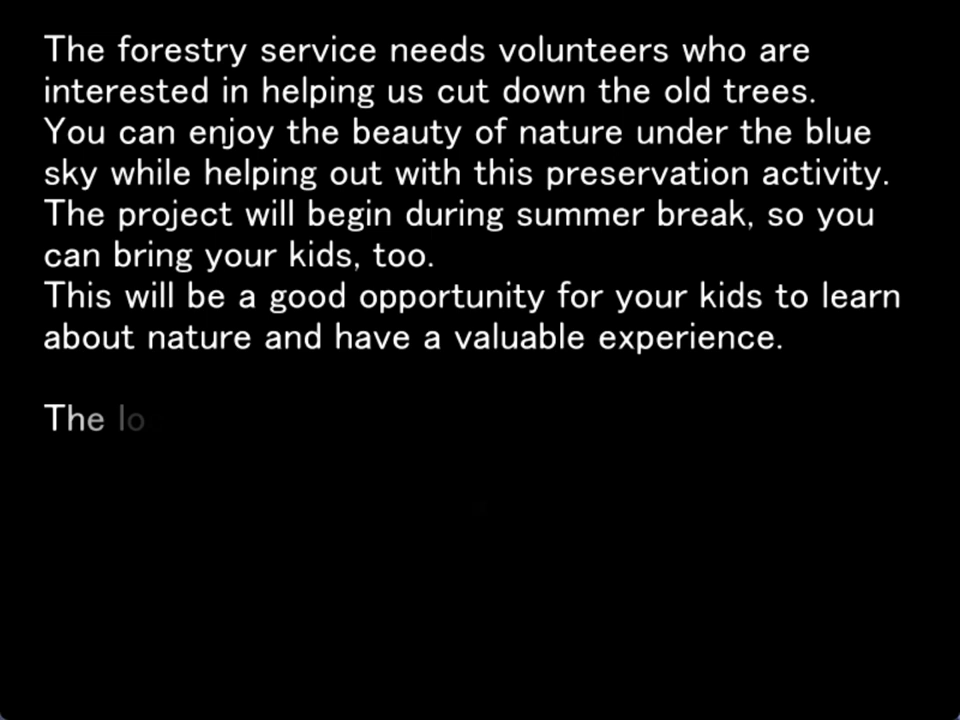 The forestry service needs volunteers who are
interested in helping us cut down the old trees.
You can enjoy the beauty of nature under the blue
sky while helping out with this preservation activity.
The project will begin during summer break, so you
can bring your kids, too.
This will be a good opportunity for your kids to learn
about nature and have a valuable experience.
The lo